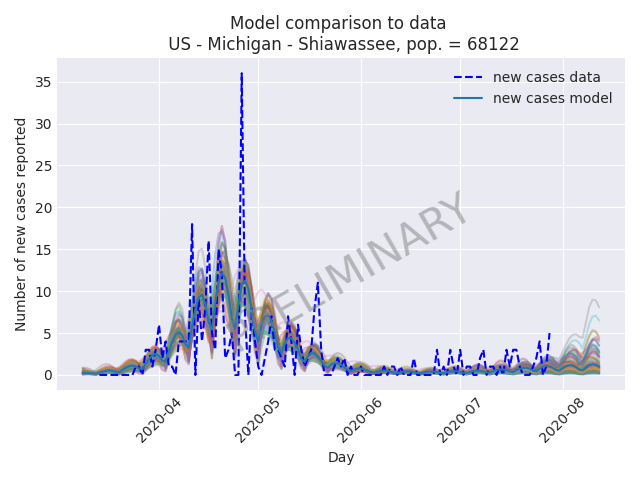 Model comparison to data
US - Michigan - Shiawassee, pop. = 68122
new cases data
new cases model
Number of new cases reported
35
30
25
20
15
10
5
0
PRELIMINARY
2020-04
2020-05
2020-06
2020-07
2020-08
Day